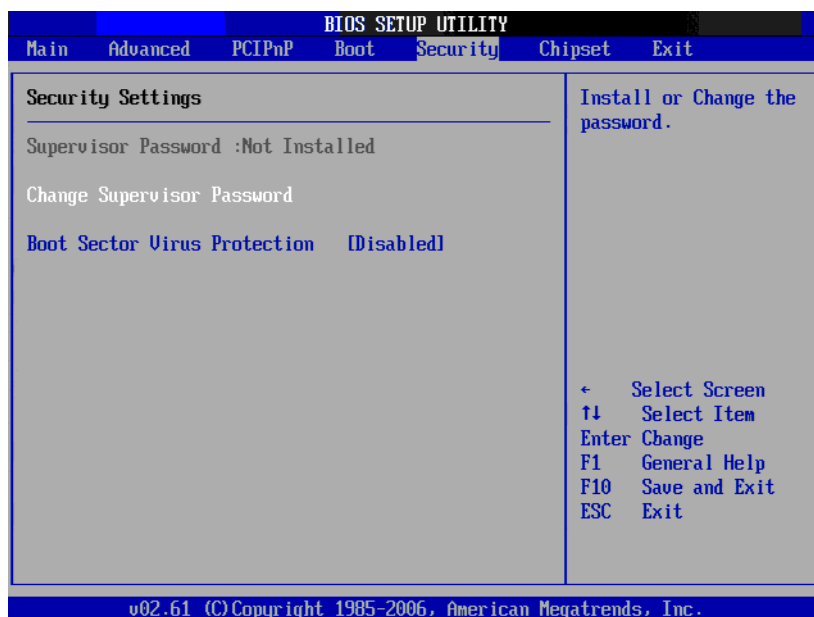 BIOS SETUP UTILITY
Main Advanced PCIPnP Boot Security Chipset Exit
Security Settings
Supervisor Password :Not Installed
Change Supervisor Password
Boot Sector Virus Protection [Disabled]
Install or Change the
password.
← Select Screen
↑↓ Select Item
Enter Change
F1 General Help
F10 Save and Exit
ESC Exit
v02.61 (C)Copyright 1985-2006, American Megatrends, Inc.